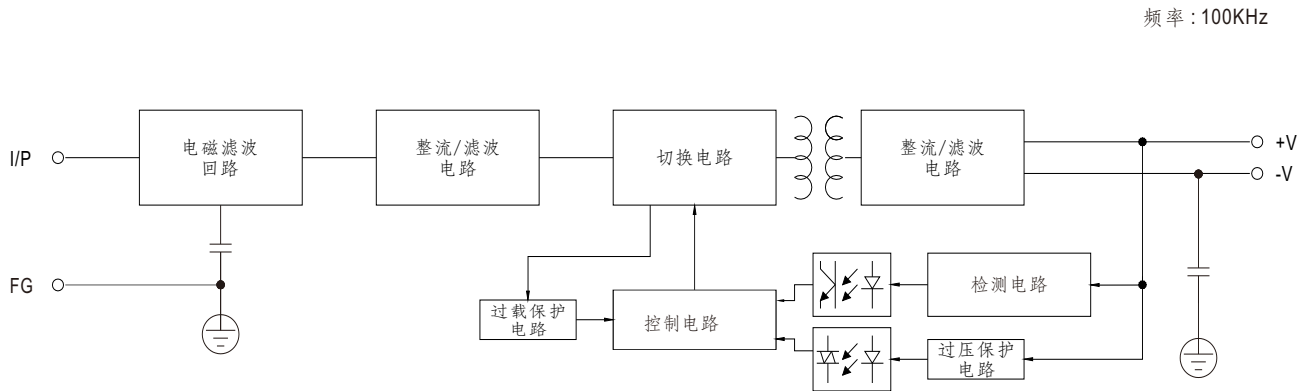 频率 : 100KHz
I/P
电磁滤波
回路
整流/滤波
电路
切换电路
整流/滤波
电路
+V
-V
FG
过载保护
电路
控制电路
检测电路
过压保护
电路